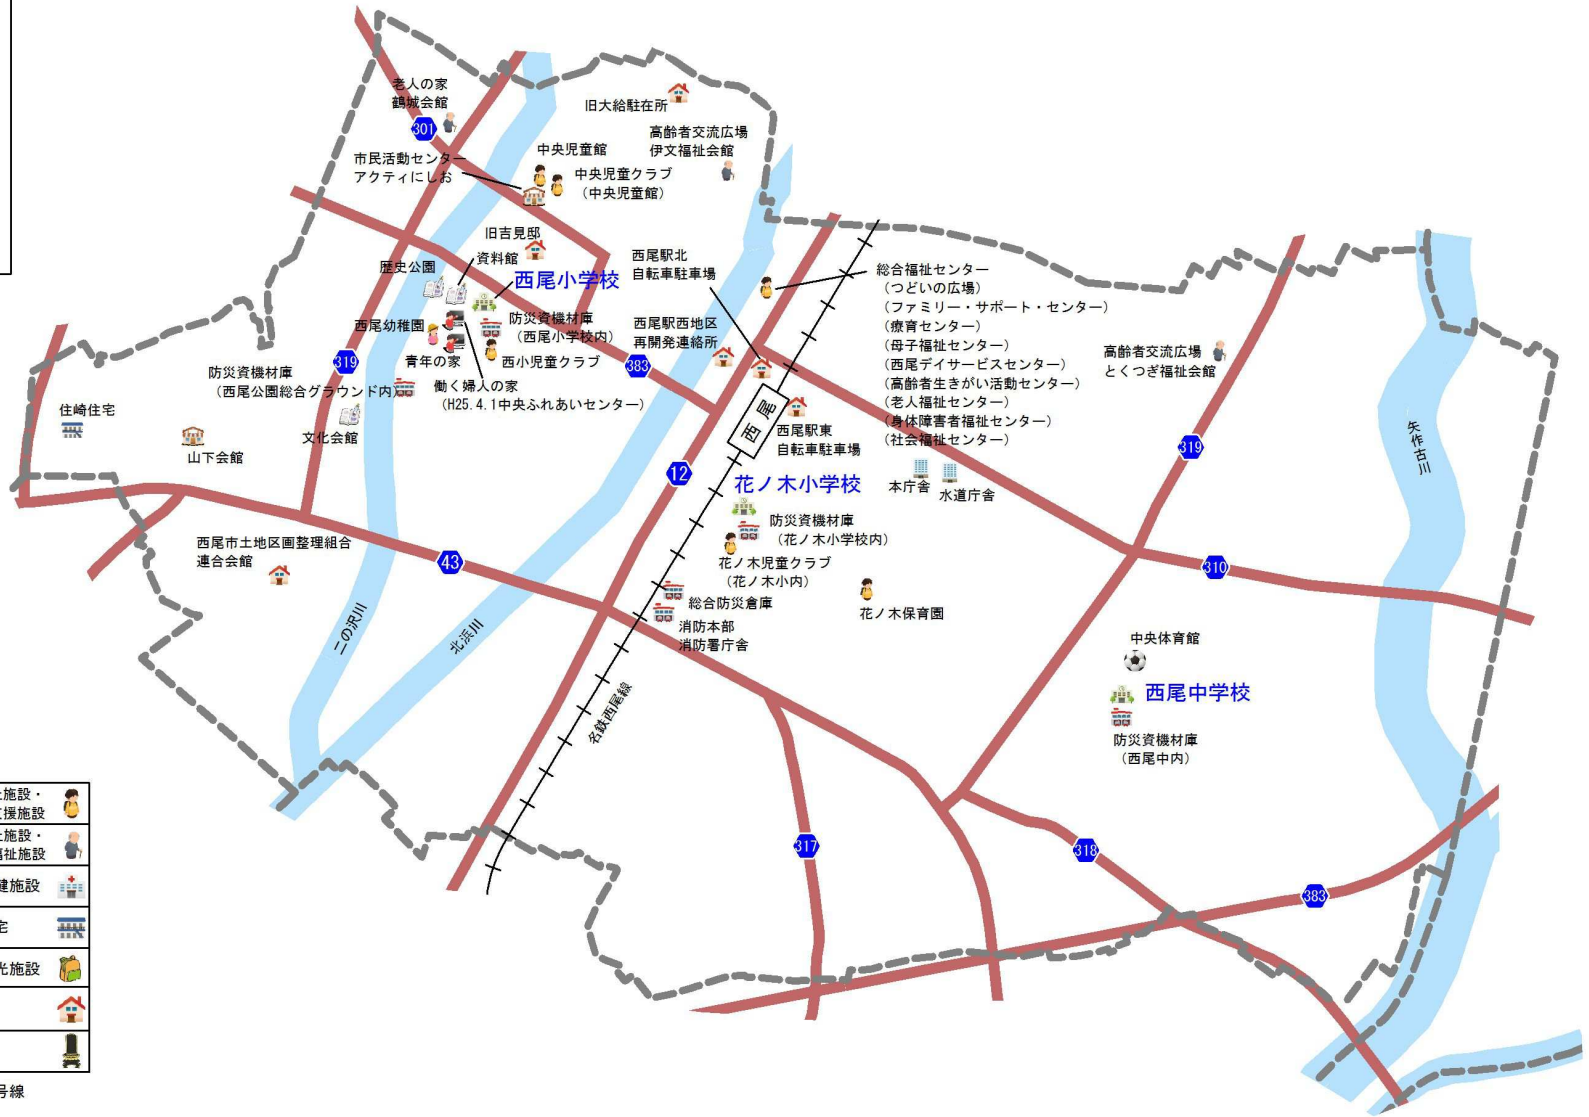 老人の家
鶴城会館
301
旧大給駐在所
高齢者交流広場
伊文福祉会館
市民活動センター
アクティにしお
中央児童館
中央児童クラブ
（中央児童館）
旧吉見邸
資料館
歴史公園
西尾小学校
西尾駅北
自転車駐車場
総合福祉センター
（つどいの広場）
（ファミリー・サポート・センター）
（療育センター）
（母子福祉センター）
（西尾デイサービスセンター）
（高齢者生きがい活動センター）
（老人福祉センター）
（身体障害者福祉センター）
（社会福祉センター）
西尾幼稚園
防災資機材庫
（西尾小学校内）
西尾駅西地区
再開発連絡所
青年の家
西小児童クラブ
319
383
高齢者交流広場
とくつぎ福祉会館
防災資機材庫
（西尾公園総合グラウンド内）
働く婦人の家
（H25.4.1中央ふれあいセンター）
住崎住宅
山下会館
文化会館
西尾
西尾駅東
自転車駐車場
12
319
矢作古川
花ノ木小学校
本庁舎
水道庁舎
防災資機材庫
（花ノ木小学校内）
西尾市土地区画整理組合
連合会館
43
花ノ木児童クラブ
（花ノ木小内）
310
総合防災倉庫
消防本部
消防署庁舎
花ノ木保育園
二の沢川
北浜川
名鉄西尾線
中央体育館
西尾中学校
防災資機材庫
（西尾中内）
317
318
383
施設・
援施設
施設・
福祉施設
健施設
宅
光施設
号線